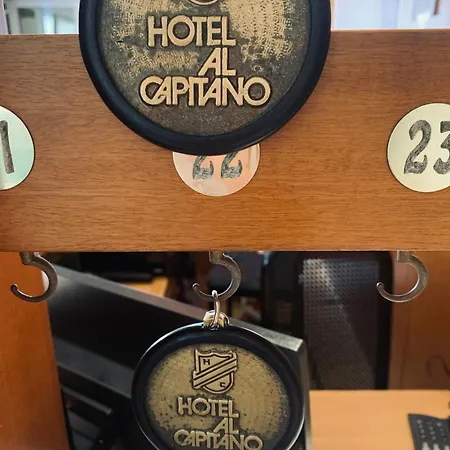 HOTEL
AL
CAPITANO
1 22 23
H
C
HOTEL
AL
CAPITANO